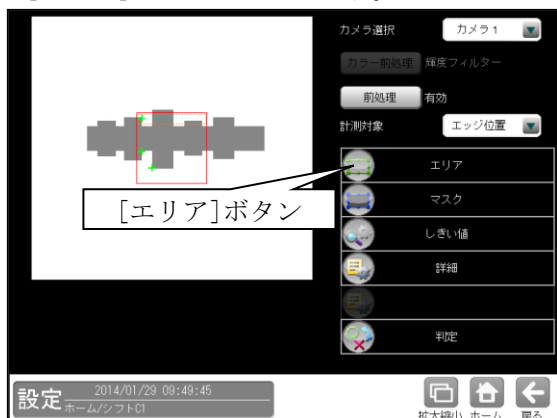 カメラ選択
カメラ1
カラー前処理
輝度フィルター
前処理
有効
計測対象
エッジ位置
エリア
[エリア]ボタン
マスク
しきい値
詳細
判定
設定
2014/01/29 09:49:45
ホーム/シフトC1
拡大縮小
ホーム
戻る